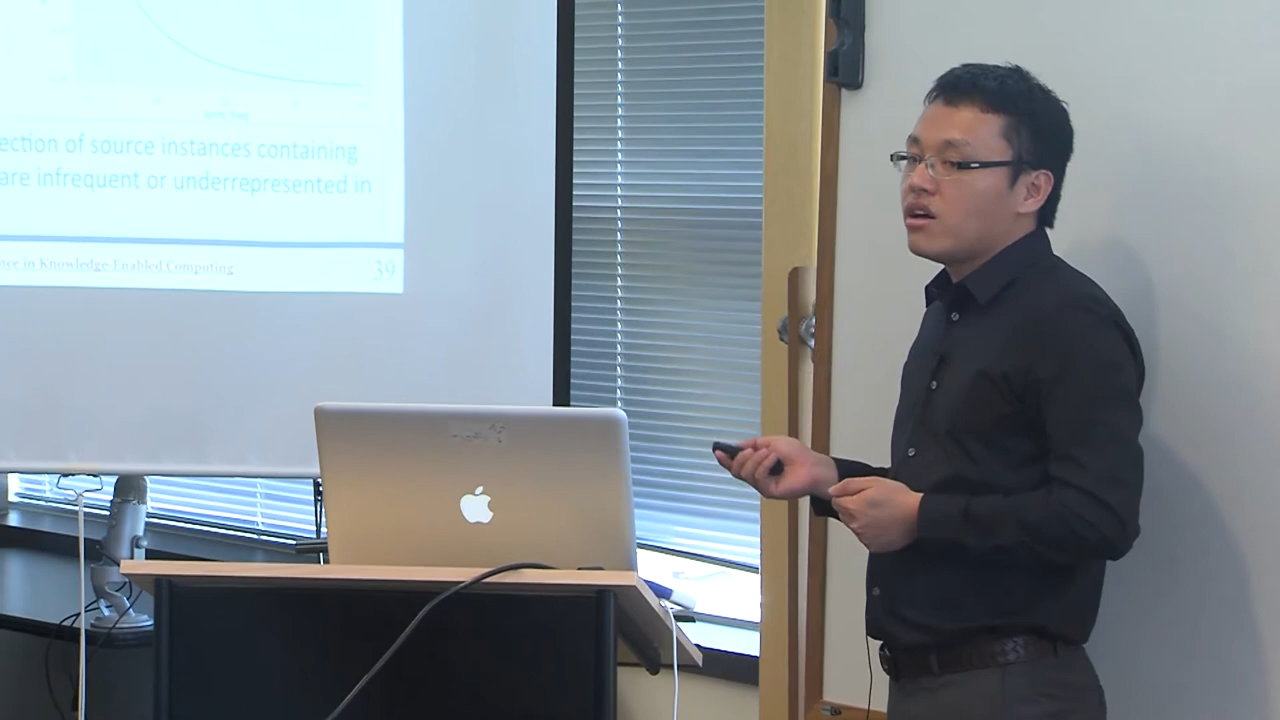 ection of source instances containing
are infrequent or underrepresented in
nce in Knowledge-Enabled Computing
39